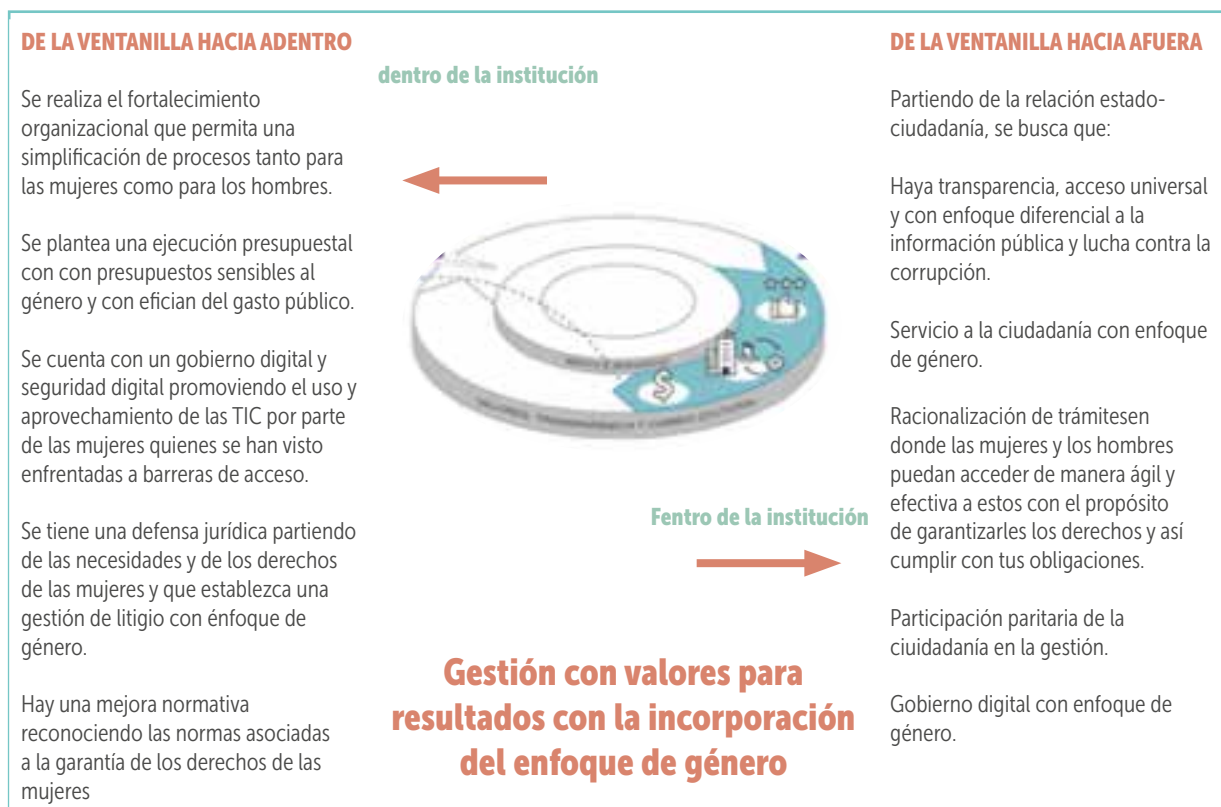 DE LA VENTANILLA HACIA ADENTRO
Se realiza el fortalecimiento
organizacional que permita una
simplificación de procesos tanto para
las mujeres como para los hombres.
Se plantea una ejecución presupuestal
con con presupuestos sensibles al
género y con efician del gasto público.
Se cuenta con un gobierno digital y
seguridad digital promoviendo el uso y
aprovechamiento de las TIC por parte
de las mujeres quienes se han visto
enfrentadas a barreras de acceso.
Se tiene una defensa jurídica partiendo
de las necesidades y de los derechos
de las mujeres y que establezca una
gestión de litigio con énfoque de
género.
Hay una mejora normativa
reconociendo las normas asociadas
a la garantía de los derechos de las
mujeres
dentro de la institución
Fentro de la institución
Gestión con valores para
resultados con la incorporación
del enfoque de género
DE LA VENTANILLA HACIA AFUERA
Partiendo de la relación estado-
ciudadanía, se busca que:
Haya transparencia, acceso universal
y con enfoque diferencial a la
información pública y lucha contra la
corrupción.
Servicio a la ciudadanía con enfoque
de género.
Racionalización de trámitesen
donde las mujeres y los hombres
puedan acceder de manera ágil y
efectiva a estos con el propósito
de garantizarles los derechos y así
cumplir con tus obligaciones.
Participación paritaria de la
ciuidadanía en la gestión.
Gobierno digital con enfoque de
género.